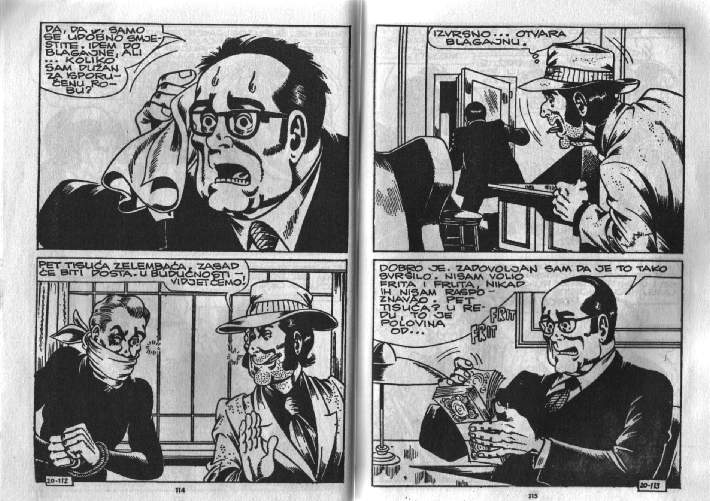 DA, DA... SAMO
SE UDOBNO SMJE-
STITE. IDEM DO
BLAGAJNE, ALI
... KOLIKO
SAM DUŽAN
ZA ISPORU-
ČENU RO-
BU?
PET TISUĆA ZELEMBAĆA, ZASAD
ĆE BITI DOSTA. U BUDUĆNOSTI -
VIDJET ĆEMO!
20-112
114
IZVRSNO... OTVARA
BLAGAJNU.
DOBRO JE. ZADOVOLJAN SAM DA JE TO TAKO
SVRŠILO. NISAM VOLIO
FRITA I FRUTA, NIKAD
IH NISAM RASPO-
ZNAVAO. PET
TISUĆA? U RE-
DU, TO JE
POLOVINA
OD...
FRIT
FRIT
20-113
115